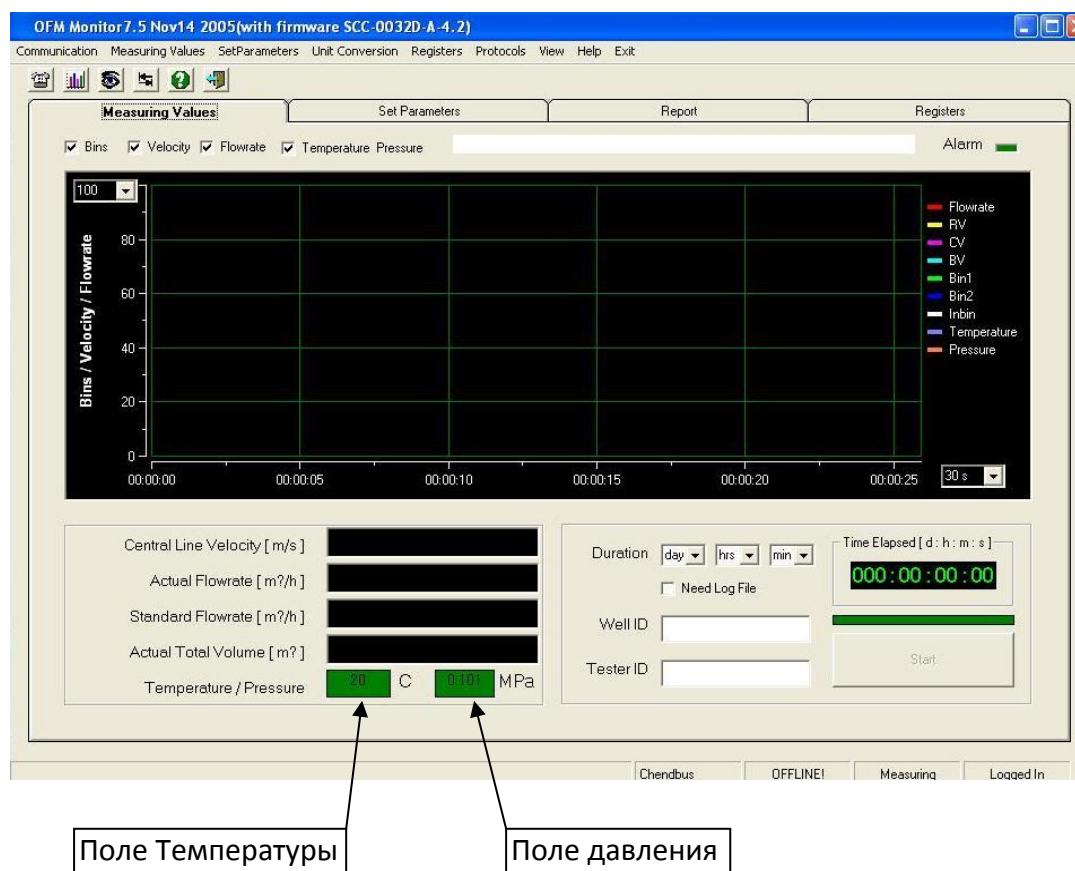 OFM Monitor7.5 Nov14 2005(with firmware SCC-0032D-A-4.2)
Communication Measuring Values SetParameters Unit Conversion Registers Protocols View Help Exit
Measuring Values Set Parameters Report Registers
Bins Velocity Flowrate Temperature Pressure Alarm
100
80
60
40
20
0
Bins / Velocity / Flowrate
Flowrate
RV
CV
BV
Bin1
Bin2
Inbin
Temperature
Pressure
00:00:00 00:00:05 00:00:10 00:00:15 00:00:20 00:00:25 30 s
Central Line Velocity [ m/s ]
Actual Flowrate [ m?/h ]
Standard Flowrate [ m?/h ]
Actual Total Volume [ m? ]
Temperature / Pressure 20 C 0.101 MPa
Duration day hrs min
Need Log File
Well ID
Tester ID
Time Elapsed [ d : h : m : s ]
000:00:00:00
Start
Chendbus OFFLINE! Measuring Logged In
Поле Температуры Поле давления